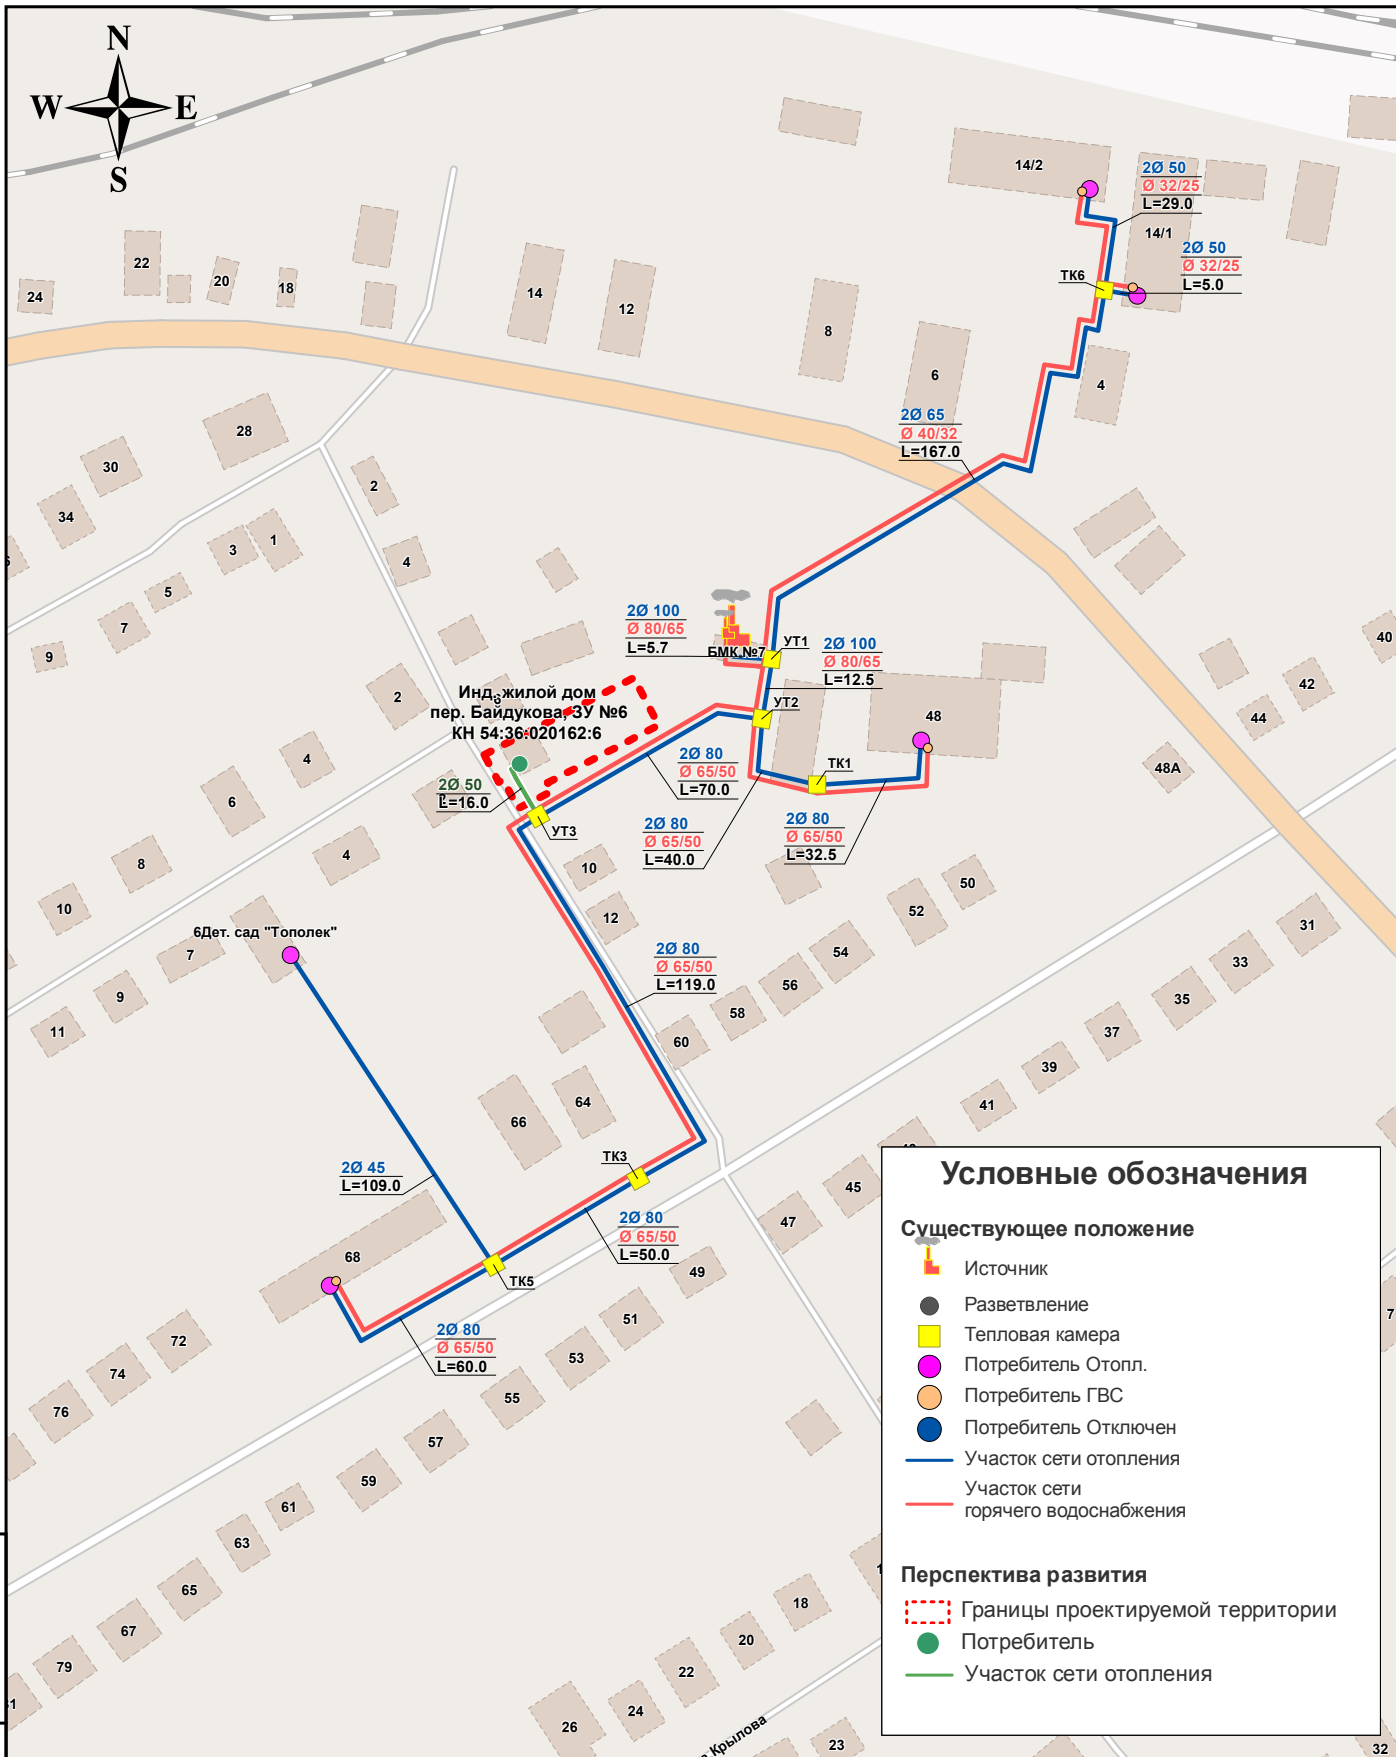 N
W E
S
14/2
2Ø 50
Ø 32/25
L=29.0
14/1
2Ø 50
Ø 32/25
L=5.0
ТК6
22
20
18
24
14
12
8
6
4
2Ø 65
Ø 40/32
L=167.0
28
30
34
2
3
1
4
5
7
9
2Ø 100
Ø 80/65
L=5.7
БМК №7
УТ1
2Ø 100
Ø 80/65
L=12.5
40
42
44
2
Инд. жилой дом
пер. Байдукова, ЗУ №6
КН 54:36:020162:6
УТ2
48
48А
4
6
2Ø 50
L=16.0
2Ø 80
Ø 65/50
L=70.0
ТК1
УТ3
2Ø 80
Ø 65/50
L=40.0
2Ø 80
Ø 65/50
L=32.5
8
4
10
10
12
50
52
54
31
33
6Дет. сад "Тополек"
7
9
11
2Ø 80
Ø 65/50
L=119.0
56
58
60
35
37
39
41
66
64
ТК3
2Ø 45
L=109.0
45
47
2Ø 80
Ø 65/50
L=50.0
68
ТК5
49
51
53
55
57
59
61
63
65
67
79
72
74
76
2Ø 80
Ø 65/50
L=60.0
18
20
22
24
26
23
32
7
Крылова
Условные обозначения
Существующее положение
Источник
Разветвление
Тепловая камера
Потребитель Отопл.
Потребитель ГВС
Потребитель Отключен
Участок сети отопления
Участок сети
горячего водоснабжения
Перспектива развития
Границы проектируемой территории
Потребитель
Участок сети отопления